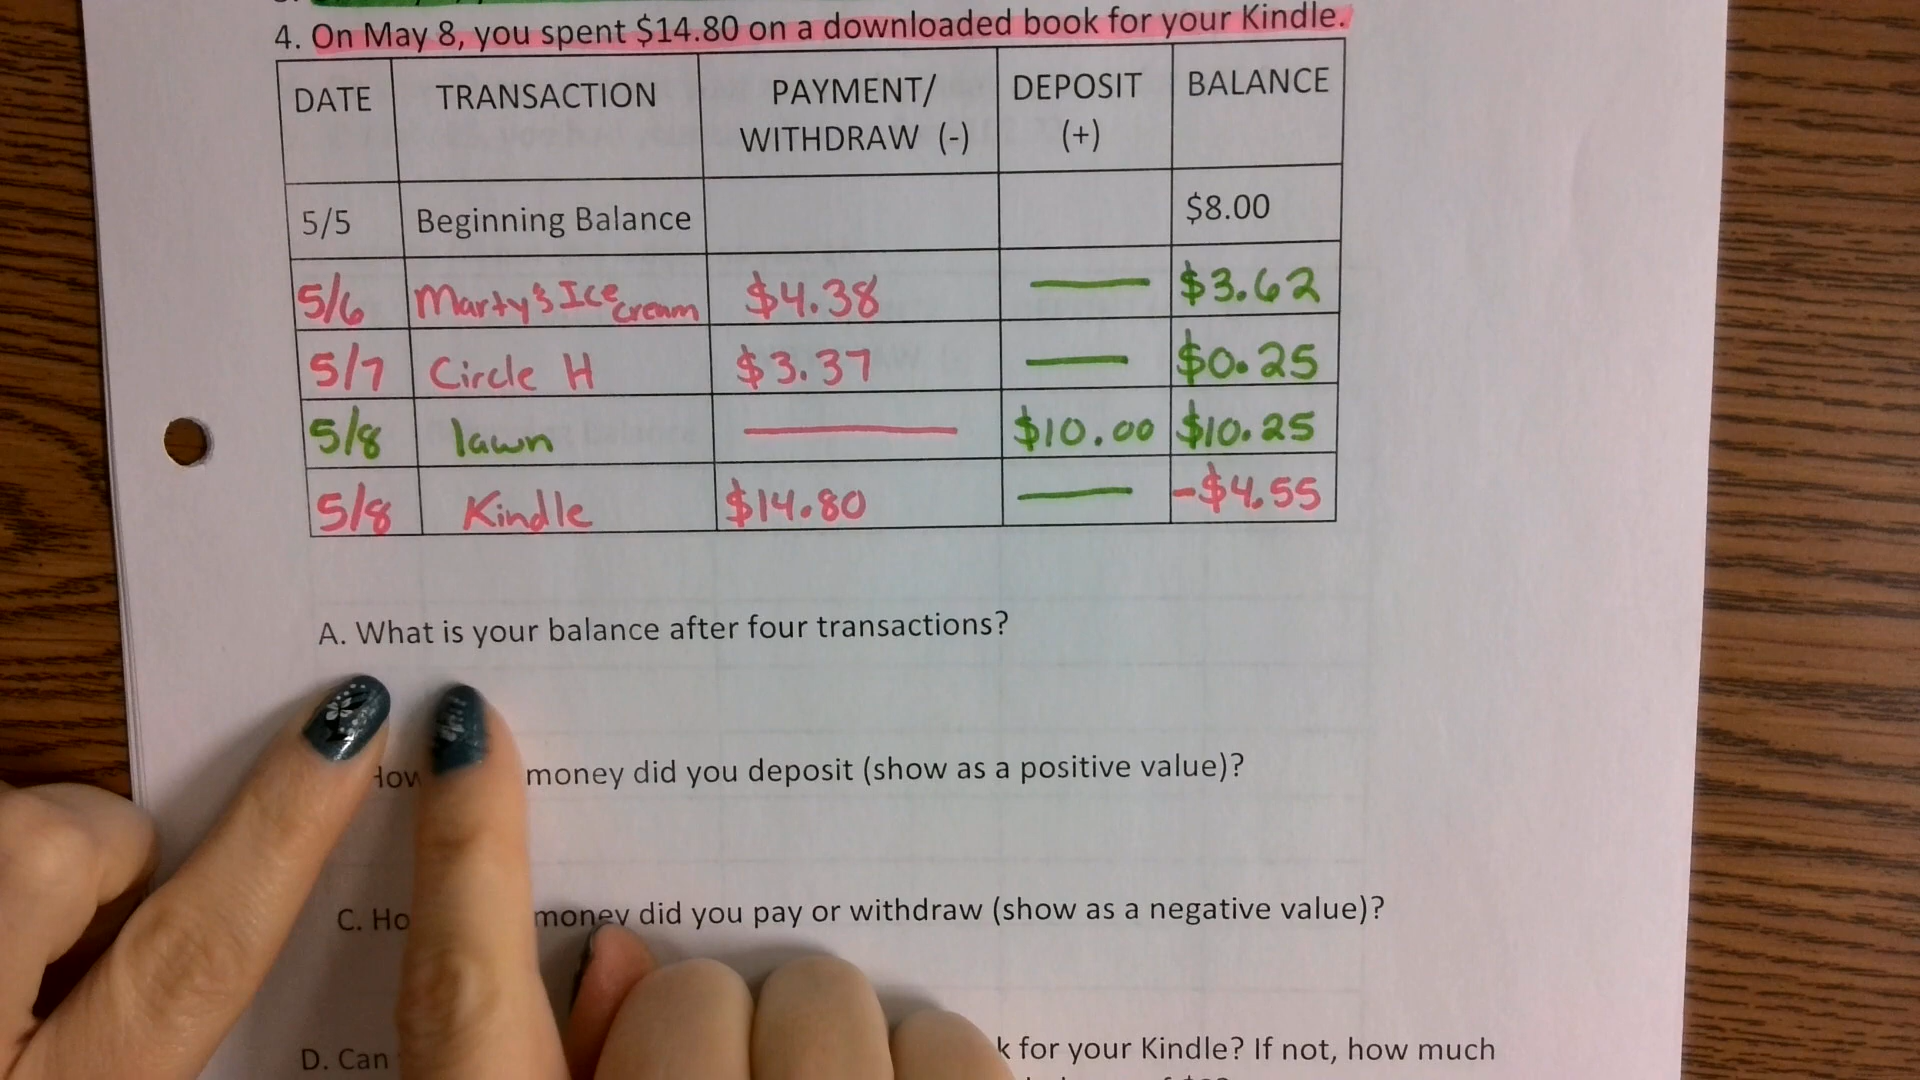 4. On May 8, you spent $14.80 on a downloaded book for your Kindle.
DATE TRANSACTION PAYMENT/ WITHDRAW (-) DEPOSIT (+) BALANCE
5/5 Beginning Balance $8.00
5/6 Marty's Ice cream $4.38 — $3.62
5/7 Circle H $3.37 — $0.25
5/8 lawn — $10.00 $10.25
5/8 Kindle $14.80 — -$4.55
A. What is your balance after four transactions?
money did you deposit (show as a positive value)?
C. money did you pay or withdraw (show as a negative value)?
D. Can for your Kindle? If not, how much